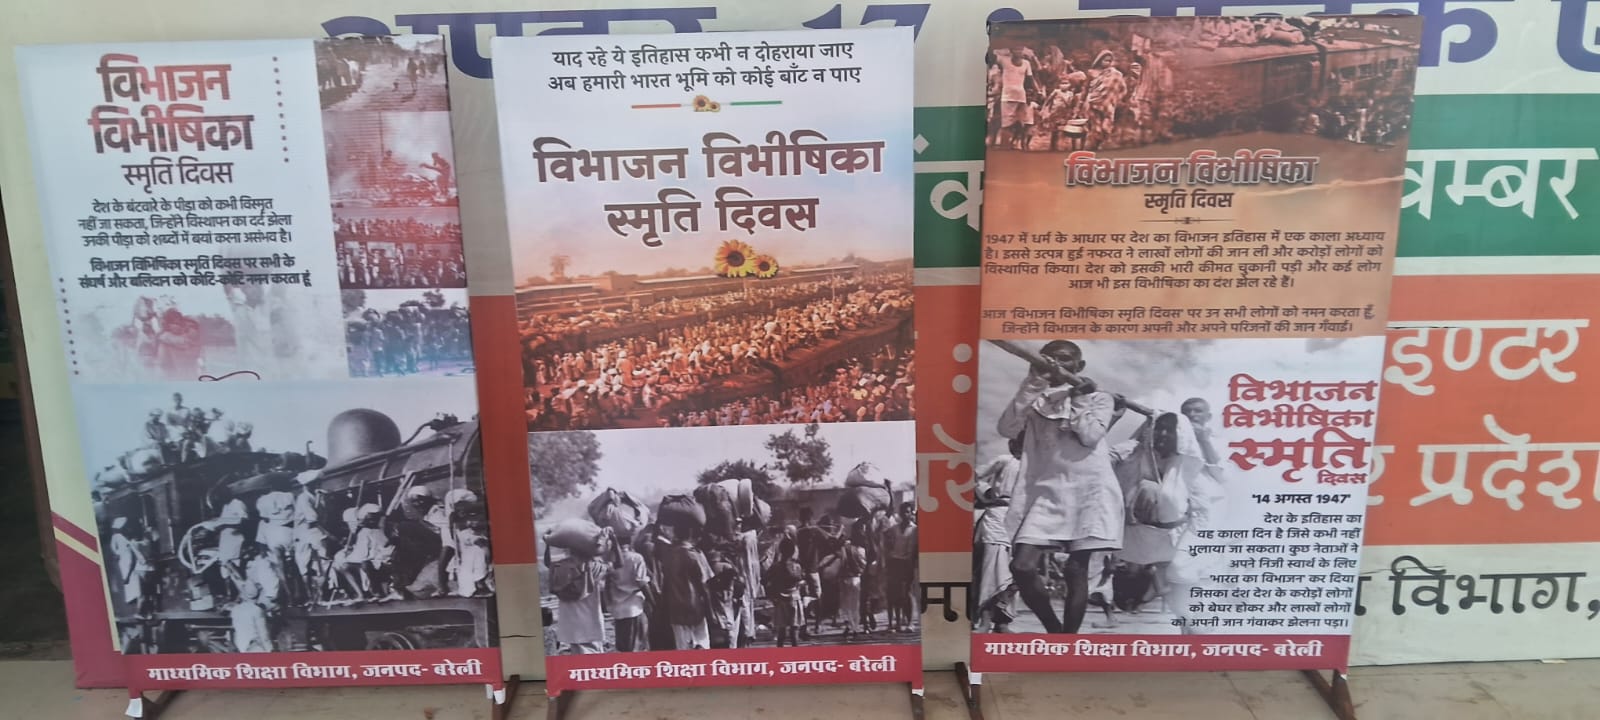 विभाजन
विभीषिका
स्मृति दिवस
देश के बंटवारे के पीड़ा को कभी विस्मृत
नहीं जा सकता, जिन्होंने विस्थापन का दर्द झेला
उनकी पीड़ा को शब्दों में बयां करना असंभव है।
विभाजन विभिषिका स्मृति दिवस पर सभी के
संघर्ष और बलिदान को कोटि-कोटि नमन करता हूं
माध्यमिक शिक्षा विभाग, जनपद- बरेली
याद रहे ये इतिहास कभी न दोहराया जाए
अब हमारी भारत भूमि को कोई बाँट न पाए
विभाजन विभीषिका
स्मृति दिवस
माध्यमिक शिक्षा विभाग, जनपद- बरेली
विभाजन विभीषिका
स्मृति दिवस
1947 में धर्म के आधार पर देश का विभाजन इतिहास में एक काला अध्याय
है। इससे उत्पन्न हुई नफरत ने लाखों लोगों की जान ली और करोड़ों लोगों को
विस्थापित किया। देश को इसकी भारी कीमत चुकानी पड़ी और कई लोग
आज भी इस विभीषिका का दंश झेल रहे हैं।
आज 'विभाजन विभीषिका स्मृति दिवस' पर उन सभी लोगों को नमन करता हूँ,
जिन्होंने विभाजन के कारण अपनी और अपने परिजनों की जान गँवाई।
विभाजन
विभीषिका
स्मृति
दिवस
'14 अगस्त 1947'
देश के इतिहास का
वह काला दिन है जिसे कभी नहीं
भुलाया जा सकता। कुछ नेताओं ने
अपने निजी स्वार्थ के लिए
'भारत का विभाजन' कर दिया
जिसका दंश देश के करोड़ों लोगों
को बेघर होकर और लाखों लोगों
को अपनी जान गंवाकर झेलना पड़ा।
माध्यमिक शिक्षा विभाग, जनपद- बरेली
वम्बर
इण्टर
प्रदेश
विभाग,